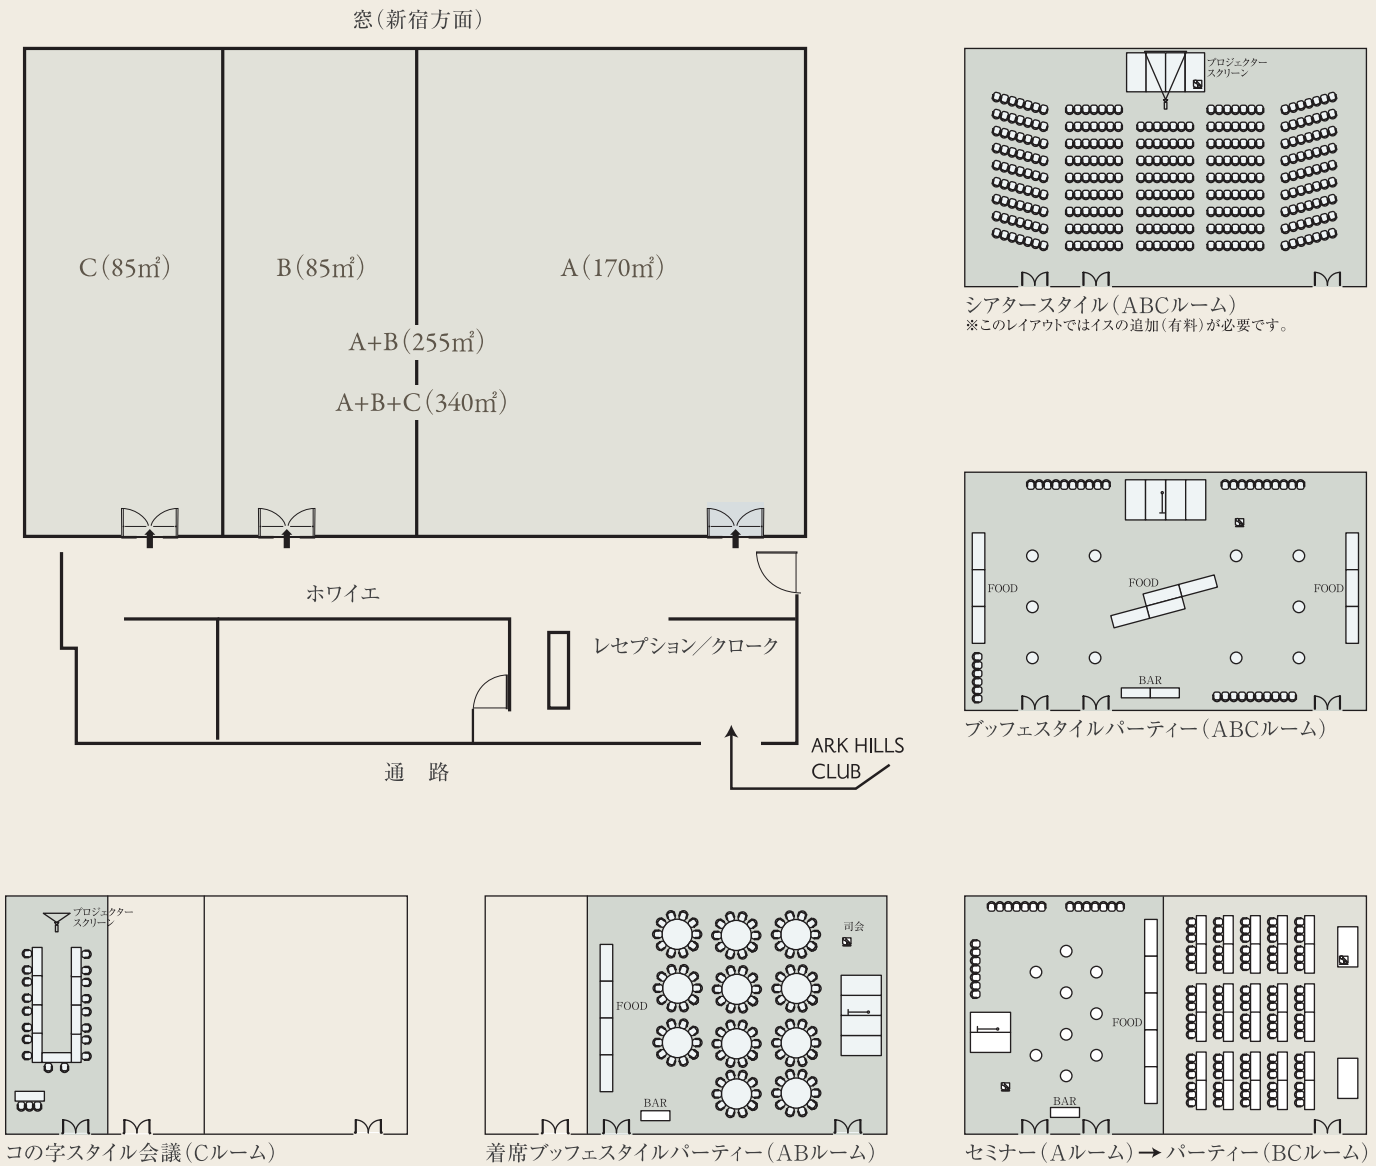 窓（新宿方面）
C（85㎡）
B（85㎡）
A（170㎡）
A+B（255㎡）
A+B+C（340㎡）
ホワイエ
レセプション／クローク
通　路
ARK HILLS
CLUB
プロジェクター
スクリーン
シアタースタイル（ABCルーム）
※このレイアウトではイスの追加（有料）が必要です。
FOOD
FOOD
FOOD
BAR
ブッフェスタイルパーティー（ABCルーム）
プロジェクター
スクリーン
コの字スタイル会議（Cルーム）
司会
FOOD
BAR
着席ブッフェスタイルパーティー（ABルーム）
FOOD
BAR
セミナー（Aルーム）→パーティー（BCルーム）